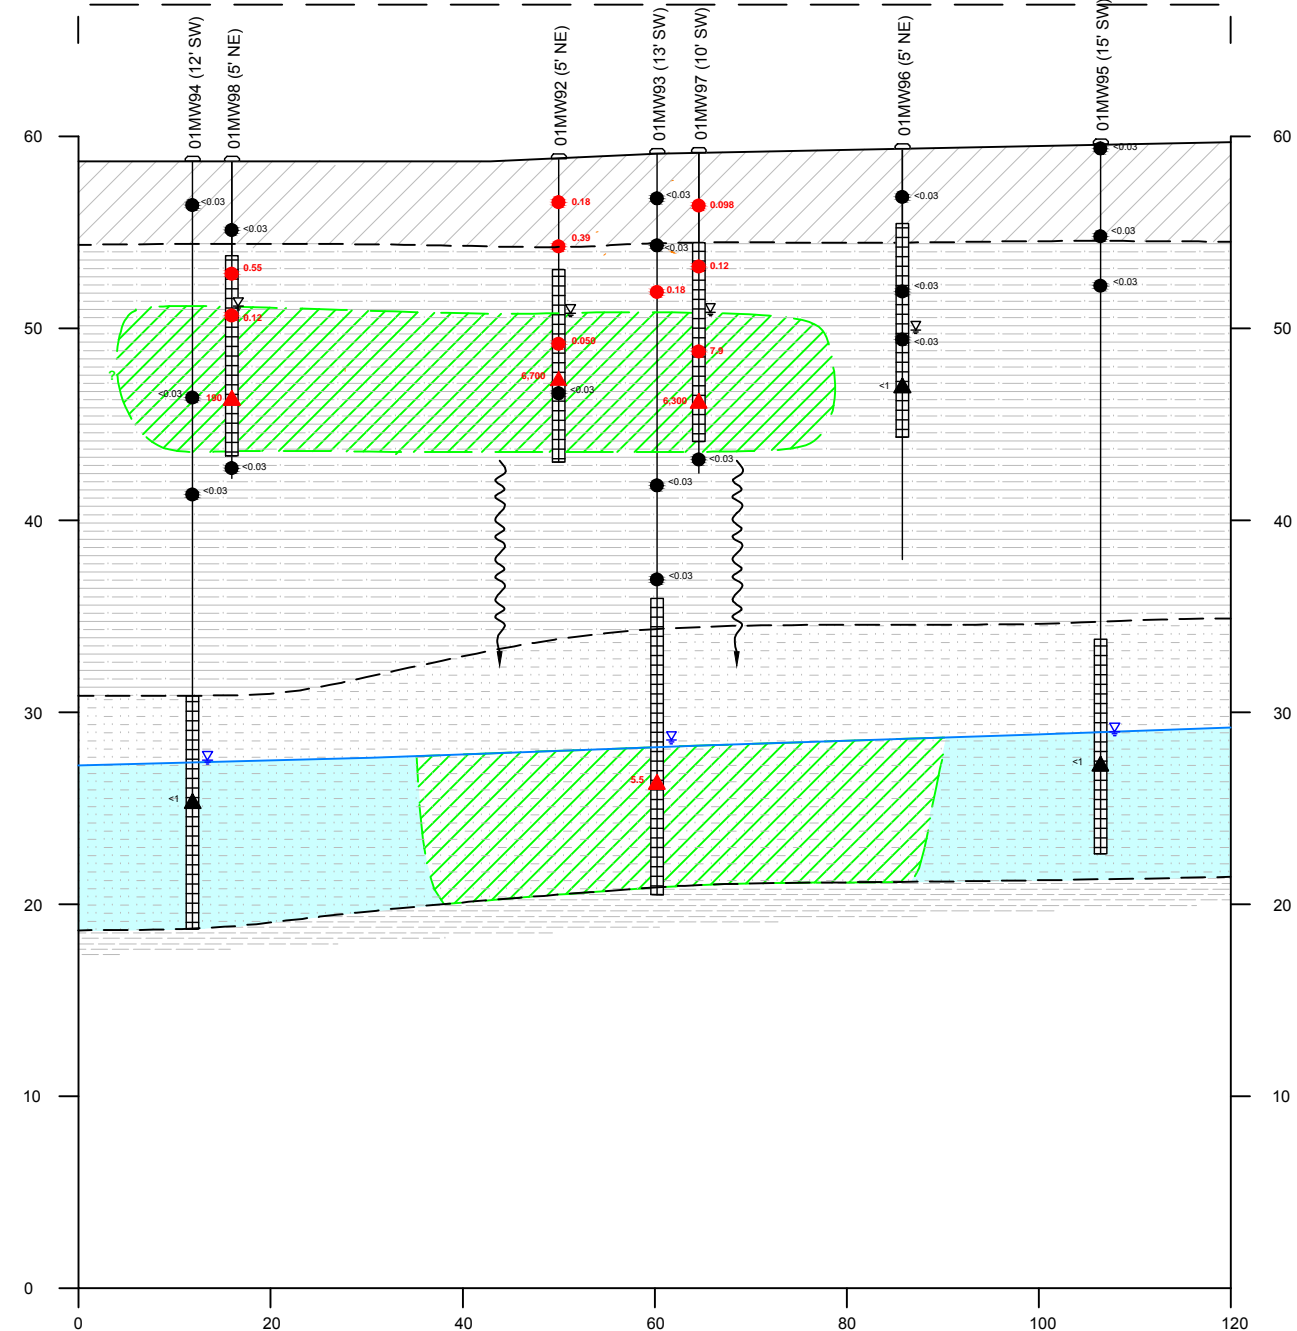 01MW94 (12' SW)
01MW98 (5' NE)
01MW92 (5' NE)
01MW93 (13' SW)
01MW97 (10' SW)
01MW96 (5' NE)
01MW95 (15' SW)
60 60
<0.03
<0.03 <0.03 0.18 0.098
<0.03 0.39 <0.03 <0.03
0.55 0.12
<0.03 0.18 <0.03
50 0.12 50
0.050 7.9 <0.03
? 6,700 <0.03 <1
<0.03 190 6,300
<0.03 <0.03
<0.03 <0.03
40 40
<0.03
30 30
5.5 <1
<1
20 20
10 10
0
0 20 40 60 80 100 120